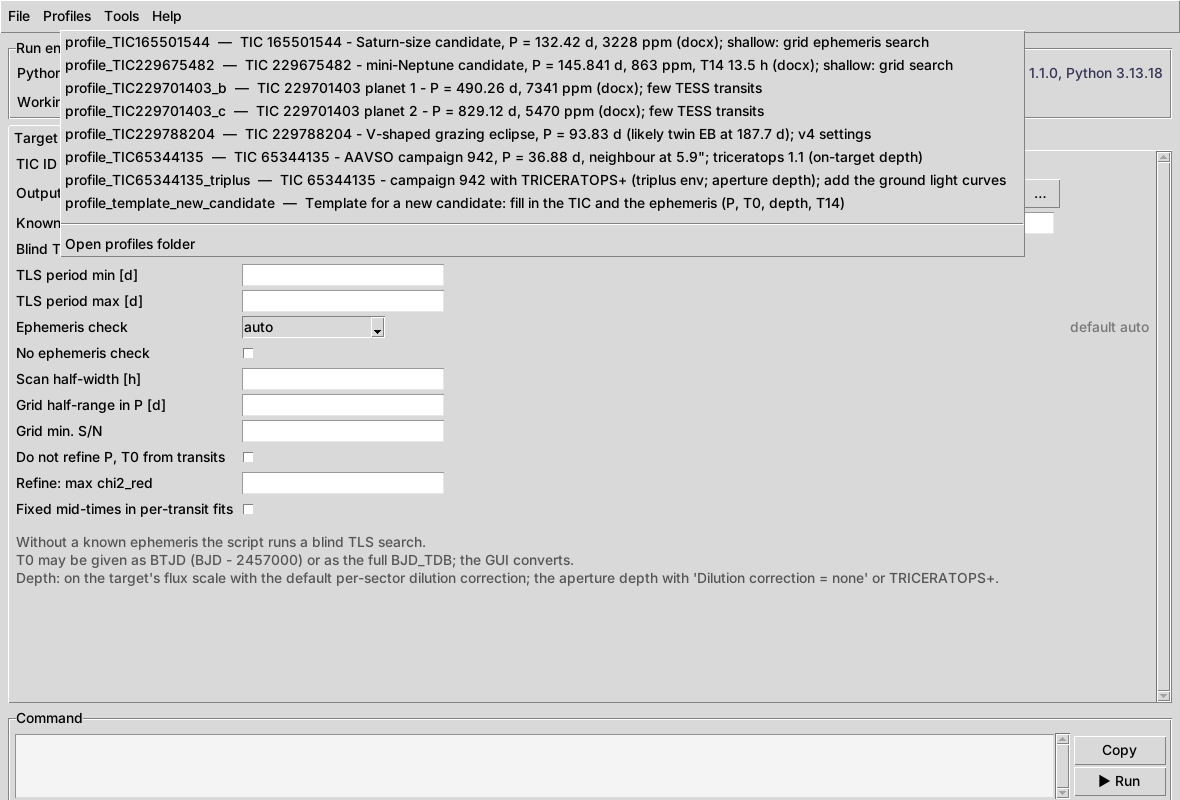 File Profiles Tools Help
profile_TIC165501544 — TIC 165501544 - Saturn-size candidate, P = 132.42 d, 3228 ppm (docx); shallow: grid ephemeris search
profile_TIC229675482 — TIC 229675482 - mini-Neptune candidate, P = 145.841 d, 863 ppm, T14 13.5 h (docx); shallow: grid search
profile_TIC229701403_b — TIC 229701403 planet 1 - P = 490.26 d, 7341 ppm (docx); few TESS transits
profile_TIC229701403_c — TIC 229701403 planet 2 - P = 829.12 d, 5470 ppm (docx); few TESS transits
profile_TIC229788204 — TIC 229788204 - V-shaped grazing eclipse, P = 93.83 d (likely twin EB at 187.7 d); v4 settings
profile_TIC65344135 — TIC 65344135 - AAVSO campaign 942, P = 36.88 d, neighbour at 5.9"; triceratops 1.1 (on-target depth)
profile_TIC65344135_triplus — TIC 65344135 - campaign 942 with TRICERATOPS+ (triplus env; aperture depth); add the ground light curves
profile_template_new_candidate — Template for a new candidate: fill in the TIC and the ephemeris (P, T0, depth, T14)
Open profiles folder
Run en
Pythor 1.1.0, Python 3.13.18
Workin
Target
TIC ID
Output ...
Known
Blind T
TLS period min [d]
TLS period max [d]
Ephemeris check auto default auto
No ephemeris check
Scan half-width [h]
Grid half-range in P [d]
Grid min. S/N
Do not refine P, T0 from transits
Refine: max chi2_red
Fixed mid-times in per-transit fits
Without a known ephemeris the script runs a blind TLS search.
T0 may be given as BTJD (BJD - 2457000) or as the full BJD_TDB; the GUI converts.
Depth: on the target's flux scale with the default per-sector dilution correction; the aperture depth with 'Dilution correction = none' or TRICERATOPS+.
Command
Copy
▶ Run